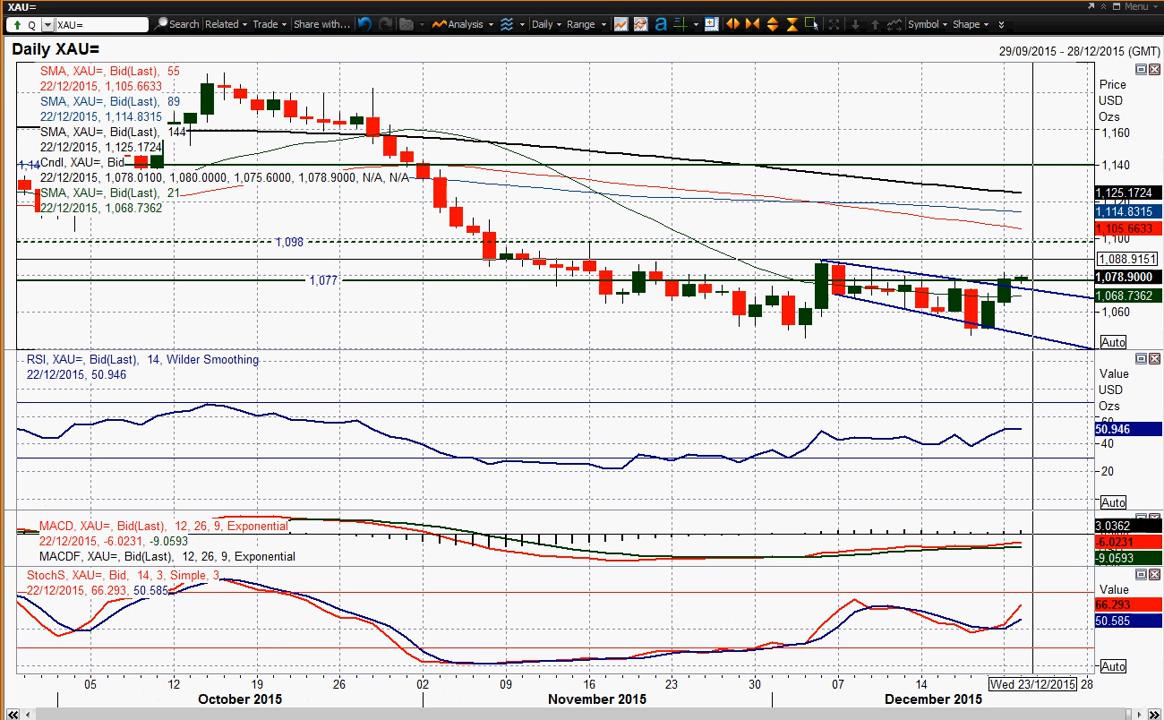 XAU=
Menu
Q XAU= Search Related Trade Share with... Analysis Daily Range Symbol Shape
Daily XAU=
29/09/2015 - 28/12/2015 (GMT)
SMA, XAU=, Bid(Last), 55
22/12/2015, 1,105.6633
SMA, XAU=, Bid(Last), 89
22/12/2015, 1,114.8315
SMA, XAU=, Bid(Last), 144
22/12/2015, 1,125.1724
Cndl, XAU=, Bid
22/12/2015, 1,078.0100, 1,080.0000, 1,075.6000, 1,078.9000, N/A, N/A
SMA, XAU=, Bid(Last), 21
22/12/2015, 1,068.7362
1,098
1,077
Price
USD
Ozs
1,160
1,140
1,125.1724
1,120
1,114.8315
1,105.6633
1,100
1,088.9151
1,078.9000
1,068.7362
1,060
Auto
RSI, XAU=, Bid(Last), 14, Wilder Smoothing
22/12/2015, 50.946
Value
USD
Ozs
60
50.946
40
20
Auto
MACD, XAU=, Bid(Last), 12, 26, 9, Exponential
22/12/2015, -6.0231, -9.0593
MACDF, XAU=, Bid(Last), 12, 26, 9, Exponential
3.0362
-6.0231
-9.0593
StochS, XAU=, Bid, 14, 3, Simple, 3
22/12/2015, 66.293, 50.585
Value
66.293
50.585
Auto
05 12 19 26 02 09 16 23 30 07 14 Wed 23/12/2015 28
October 2015 November 2015 December 2015